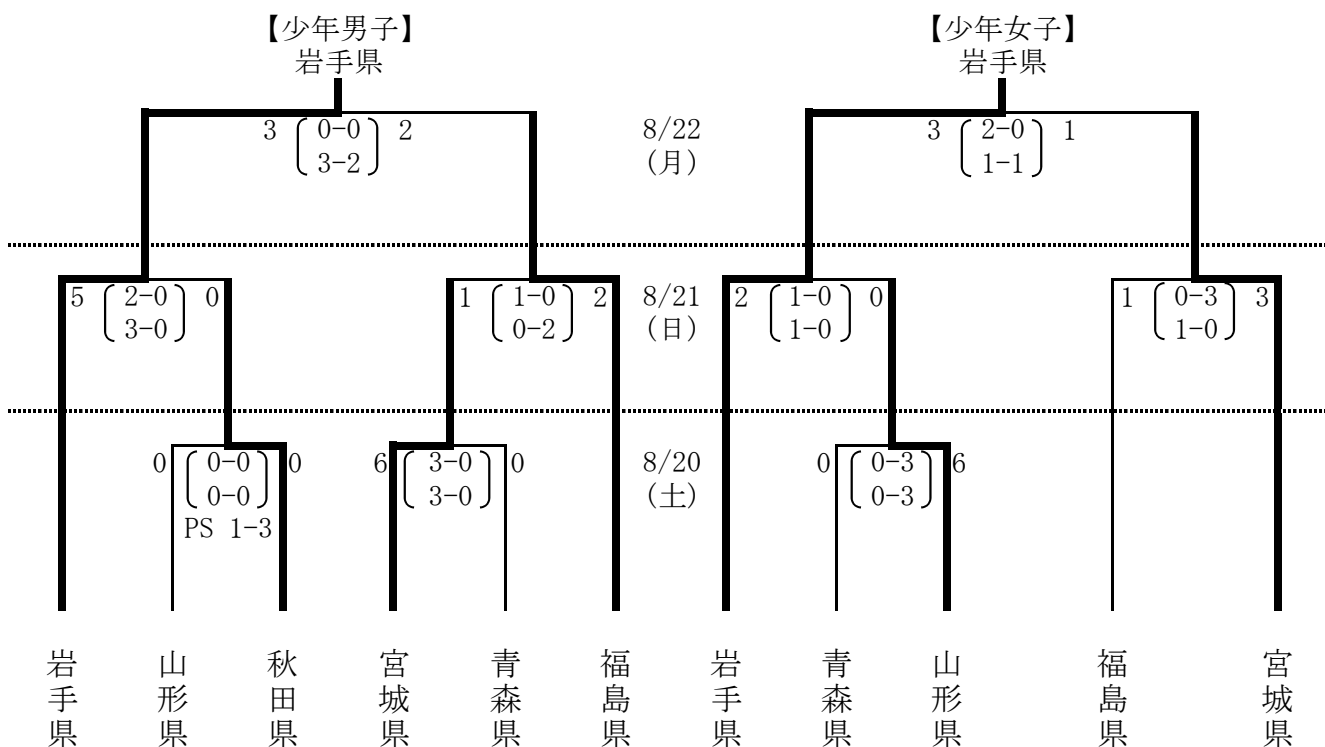 【少年男子】 【少年女子】
岩手県 岩手県
3 0-0 2 8/22 3 2-0 1
3-2 (月) 1-1
5 2-0 0 1 1-0 2 8/21 2 1-0 0 1 0-3 3
3-0 0-2 (日) 1-0 1-0
0 0-0 0 6 3-0 0 8/20 0 0-3 6
0-0 3-0 (土) 0-3
PS 1-3
岩手県 山形県 秋田県 宮城県 青森県 福島県 岩手県 青森県 山形県 福島県 宮城県